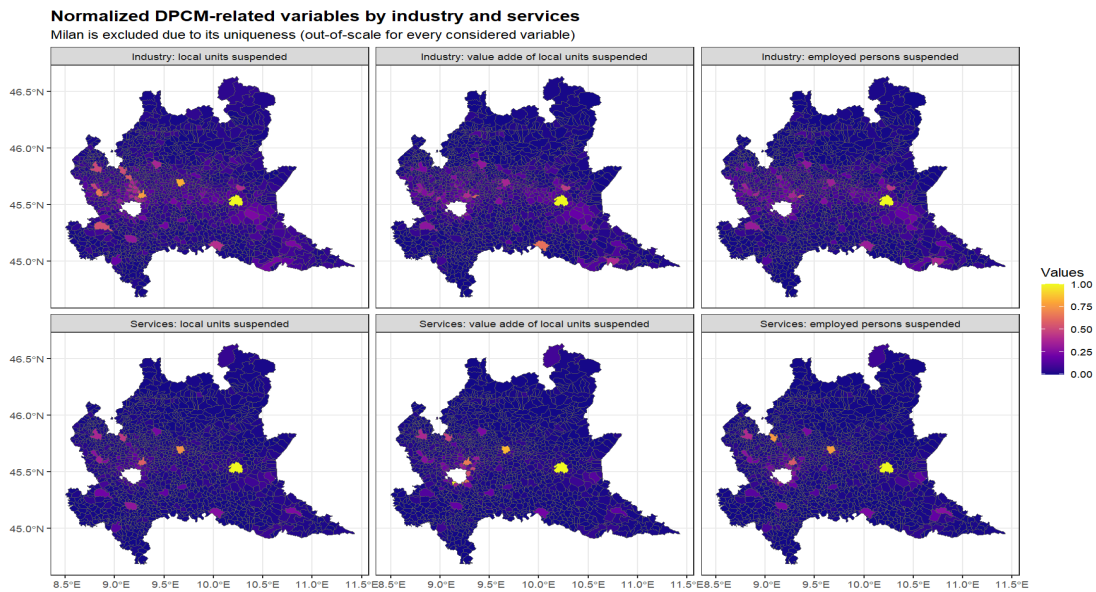 Normalized DPCM-related variables by industry and services
Milan is excluded due to its uniqueness (out-of-scale for every considered variable)
Industry: local units suspended
Industry: value adde of local units suspended
Industry: employed persons suspended
46.5°N
46.0°N
45.5°N
45.0°N
Services: local units suspended
Services: value adde of local units suspended
Services: employed persons suspended
46.5°N
46.0°N
45.5°N
45.0°N
8.5°E 9.0°E 9.5°E 10.0°E 10.5°E 11.0°E 11.5°E
8.5°E 9.0°E 9.5°E 10.0°E 10.5°E 11.0°E 11.5°E
8.5°E 9.0°E 9.5°E 10.0°E 10.5°E 11.0°E 11.5°E
Values
1.00
0.75
0.50
0.25
0.00